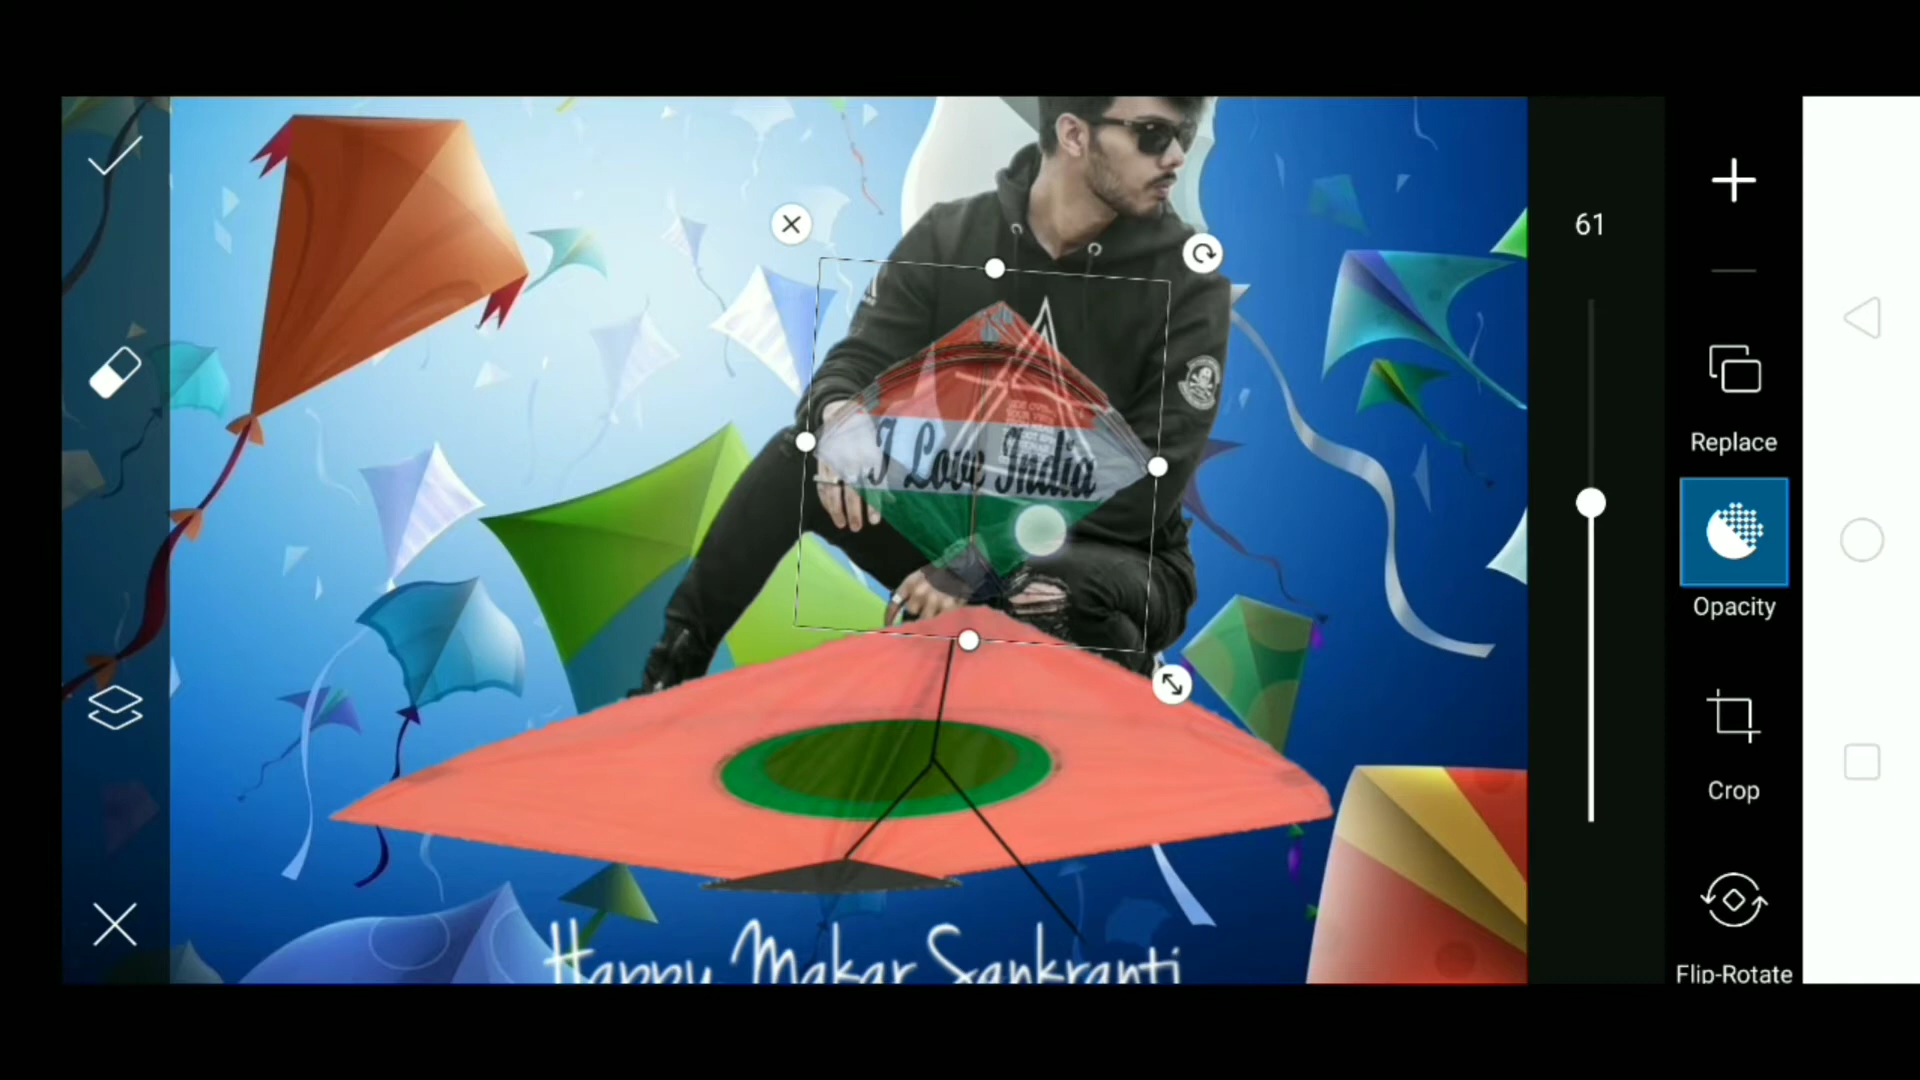 61
Replace
I Love India
Opacity
Crop
Happy Makar Sankranti
Flip-Rotate